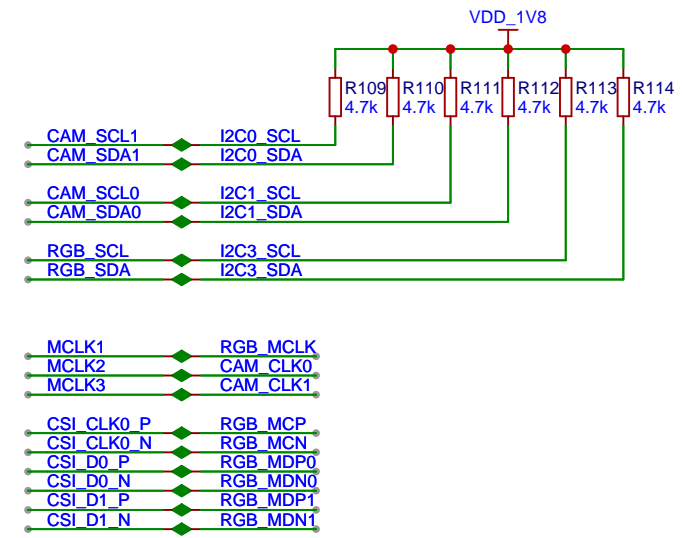 VDD_1V8
R109 R110 R111 R112 R113 R114
4.7k 4.7k 4.7k 4.7k 4.7k 4.7k
CAM_SCL1 I2C0_SCL
CAM_SDA1 I2C0_SDA
CAM_SCL0 I2C1_SCL
CAM_SDA0 I2C1_SDA
RGB_SCL I2C3_SCL
RGB_SDA I2C3_SDA
MCLK1 RGB_MCLK
MCLK2 CAM_CLK0
MCLK3 CAM_CLK1
CSI_CLK0_P RGB_MCP
CSI_CLK0_N RGB_MCN
CSI_D0_P RGB_MDP0
CSI_D0_N RGB_MDN0
CSI_D1_P RGB_MDP1
CSI_D1_N RGB_MDN1